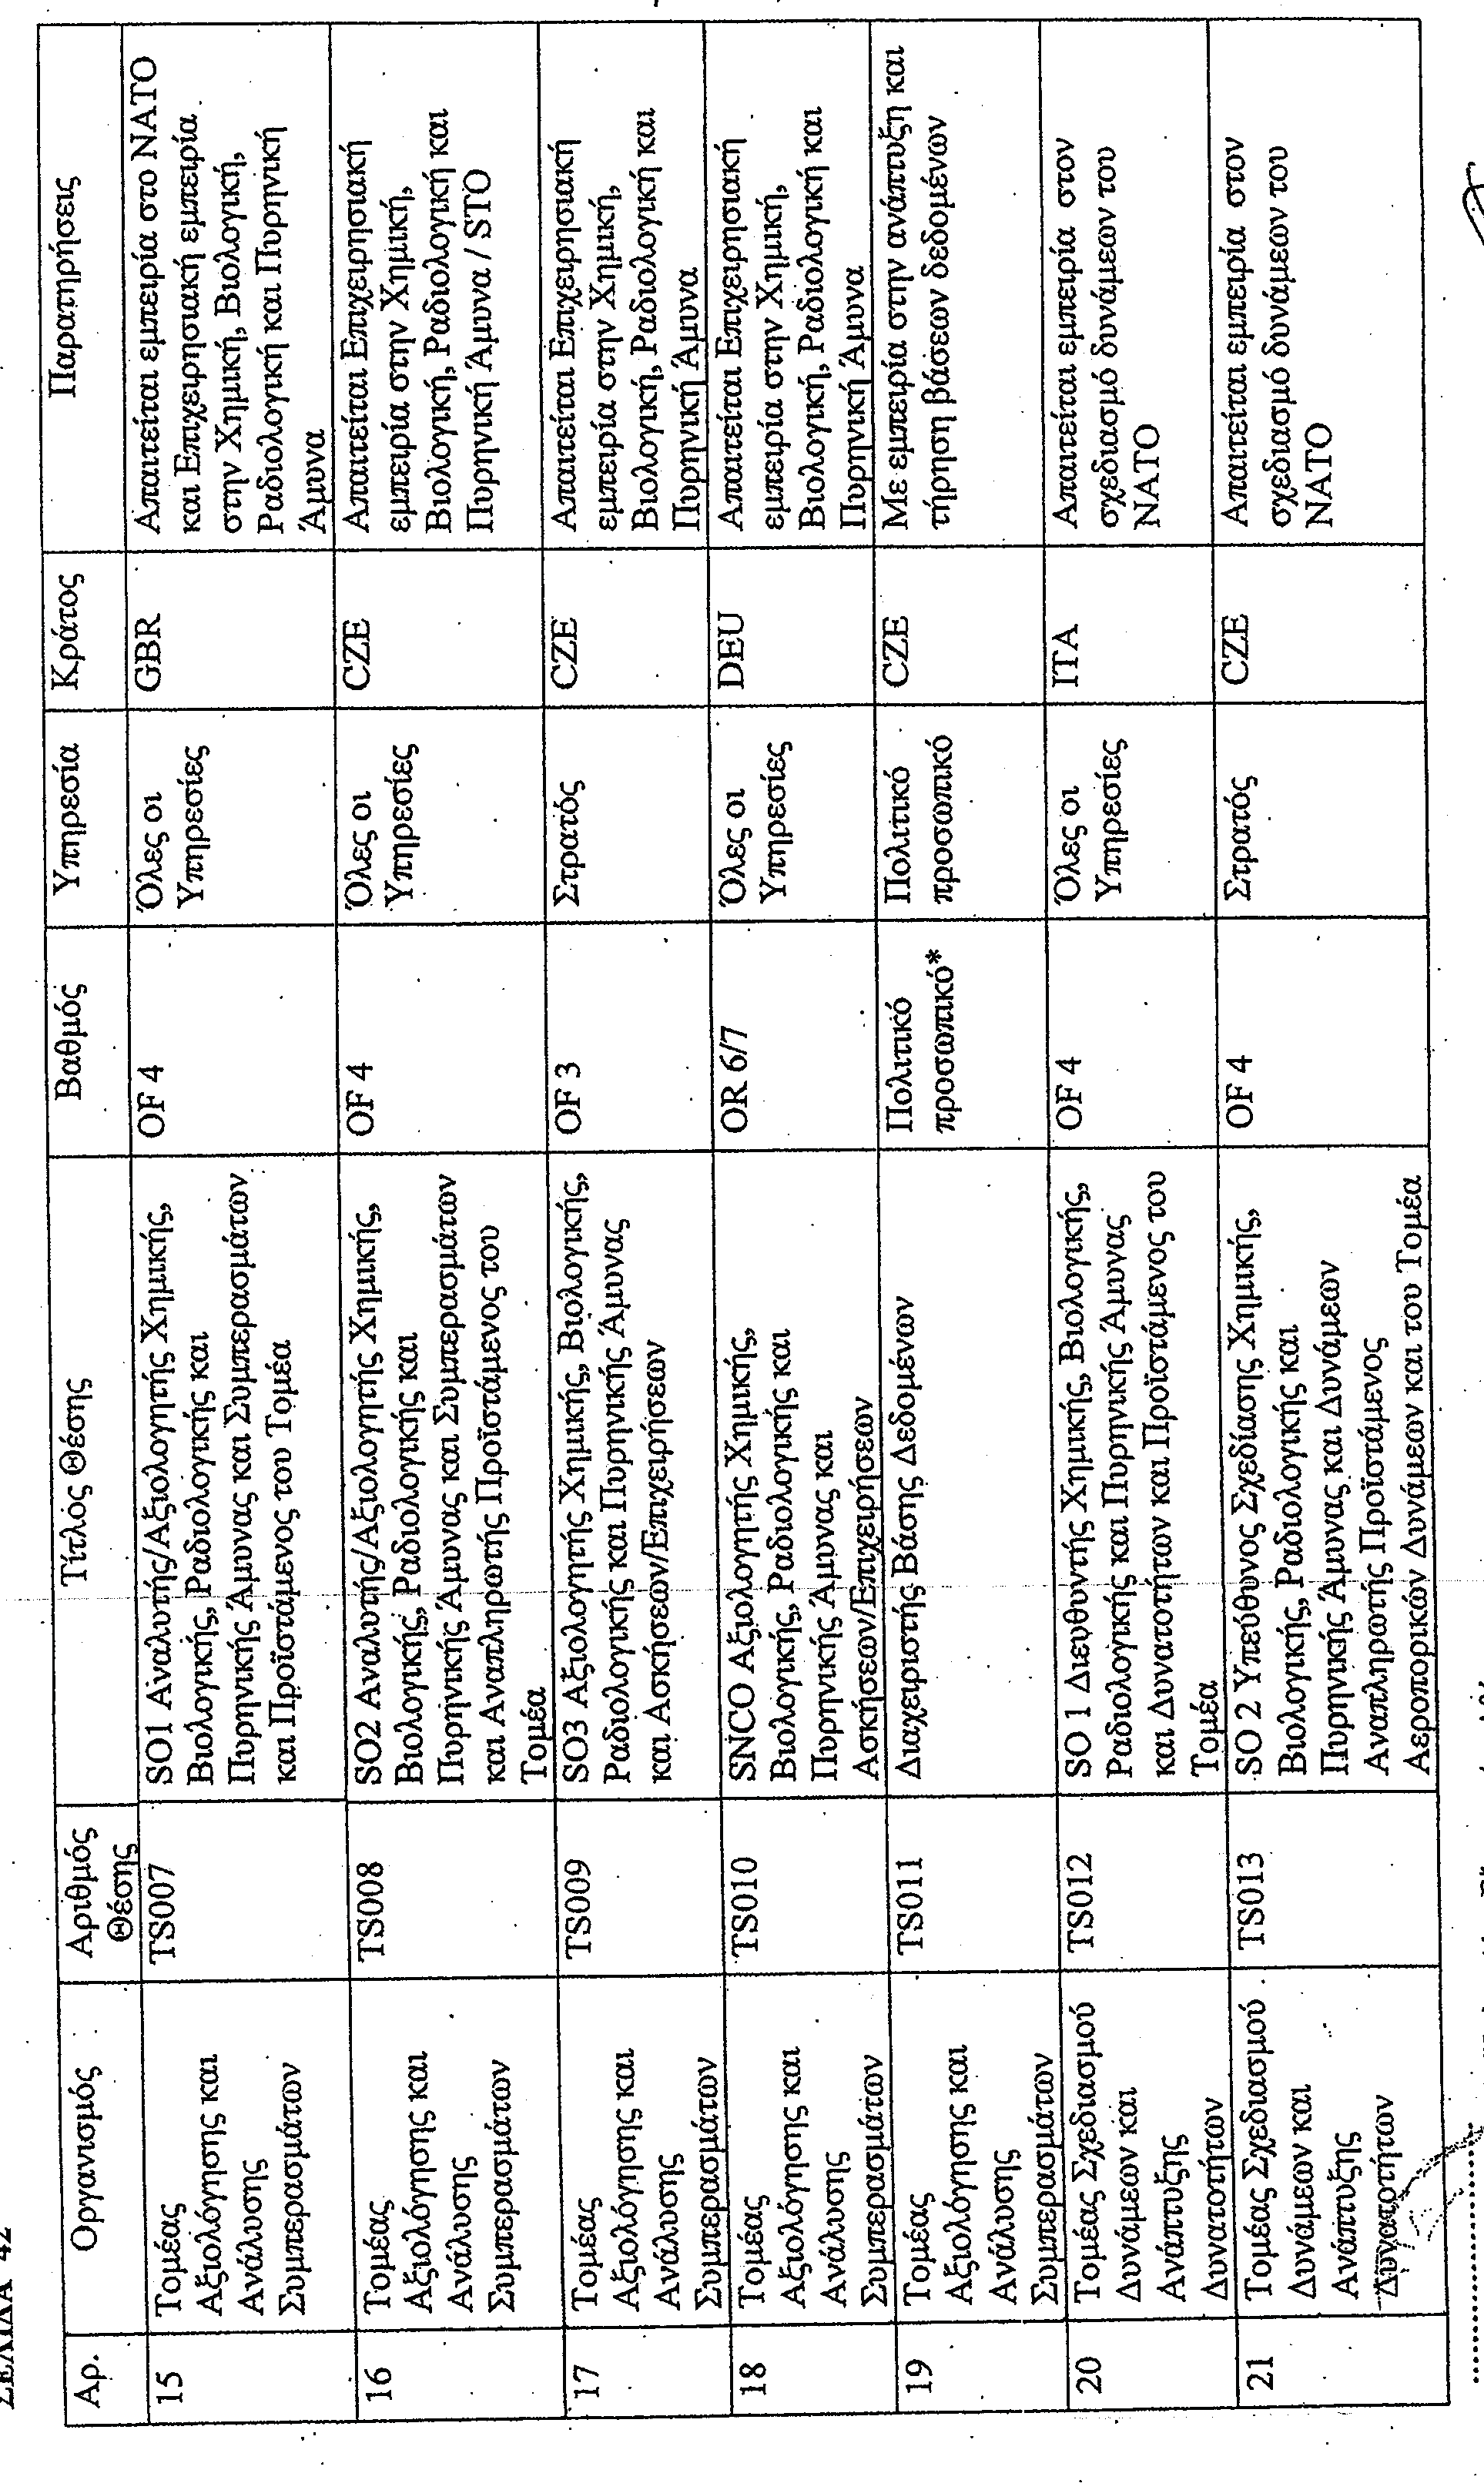 ΣΕΛΙΔΑ 42
Αρ.
Οργανισμός
Αριθμός
Θέσης
Τίτλος Θέσης
Βαθμός
Υπηρεσία
Κράτος
Παρατηρήσεις
15
Τομέας
Αξιολόγησης και
Ανάλυσης
Συμπερασμάτων
TS007
SO1 Αναλυτής/Αξιολογητής Χημικής,
Βιολογικής, Ραδιολογικής και
Πυρηνικής Άμυνας και Συμπερασμάτων
και Προϊστάμενος του Τομέα
OF 4
Όλες οι
Υπηρεσίες
GBR
Απαιτείται εμπειρία στο ΝΑΤΟ
και Επιχειρησιακή εμπειρία
στην Χημική, Βιολογική,
Ραδιολογική και Πυρηνική
Άμυνα
16
Τομέας
Αξιολόγησης και
Ανάλυσης
Συμπερασμάτων
TS008
SO2 Αναλυτής/Αξιολογητής Χημικής,
Βιολογικής, Ραδιολογικής και
Πυρηνικής Άμυνας και Συμπερασμάτων
και Αναπληρωτής Προϊστάμενος του
Τομέα
OF 4
Όλες οι
Υπηρεσίες
CZE
Απαιτείται Επιχειρησιακή
εμπειρία στην Χημική,
Βιολογική, Ραδιολογική και
Πυρηνική Άμυνα / STO
17
Τομέας
Αξιολόγησης και
Ανάλυσης
Συμπερασμάτων
TS009
SO3 Αξιολογητής Χημικής, Βιολογικής,
Ραδιολογικής και Πυρηνικής Άμυνας
και Ασκήσεων/Επιχειρήσεων
OF 3
Στρατός
CZE
Απαιτείται Επιχειρησιακή
εμπειρία στην Χημική,
Βιολογική, Ραδιολογική και
Πυρηνική Άμυνα
18
Τομέας
Αξιολόγησης και
Ανάλυσης
Συμπερασμάτων
TS010
SNCO Αξιολογητής Χημικής,
Βιολογικής, Ραδιολογικής και
Πυρηνικής Άμυνας και
Ασκήσεων/Επιχειρήσεων
OR 6/7
Όλες οι
Υπηρεσίες
DEU
Απαιτείται Επιχειρησιακή
εμπειρία στην Χημική,
Βιολογική, Ραδιολογική και
Πυρηνική Άμυνα
19
Τομέας
Αξιολόγησης και
Ανάλυσης
Συμπερασμάτων
TS011
Διαχειριστής Βάσης Δεδομένων
Πολιτικό
προσωπικό*
Πολιτικό
προσωπικό
CZE
Με εμπειρία στην ανάπτυξη και
τήρηση βάσεων δεδομένων
20
Τομέας Σχεδιασμού
Δυνάμεων και
Ανάπτυξης
Δυνατοτήτων
TS012
SO 1 Διευθυντής Χημικής, Βιολογικής,
Ραδιολογικής και Πυρηνικής Άμυνας
και Δυνατοτήτων και Προϊστάμενος του
Τομέα
OF 4
Όλες οι
Υπηρεσίες
ITA
Απαιτείται εμπειρία στον
σχεδιασμό δυνάμεων του
ΝΑΤΟ
21
Τομέας Σχεδιασμού
Δυνάμεων και
Ανάπτυξης
Δυνατοτήτων
TS013
SO 2 Υπεύθυνος Σχεδίασης Χημικής,
Βιολογικής, Ραδιολογικής και
Πυρηνικής Άμυνας και Δυνάμεων
Αναπληρωτής Προϊστάμενος
Αεροπορικών Δυνάμεων και του Τομέα
OF 4
Στρατός
CZE
Απαιτείται εμπειρία στον
σχεδιασμό δυνάμεων του
ΝΑΤΟ